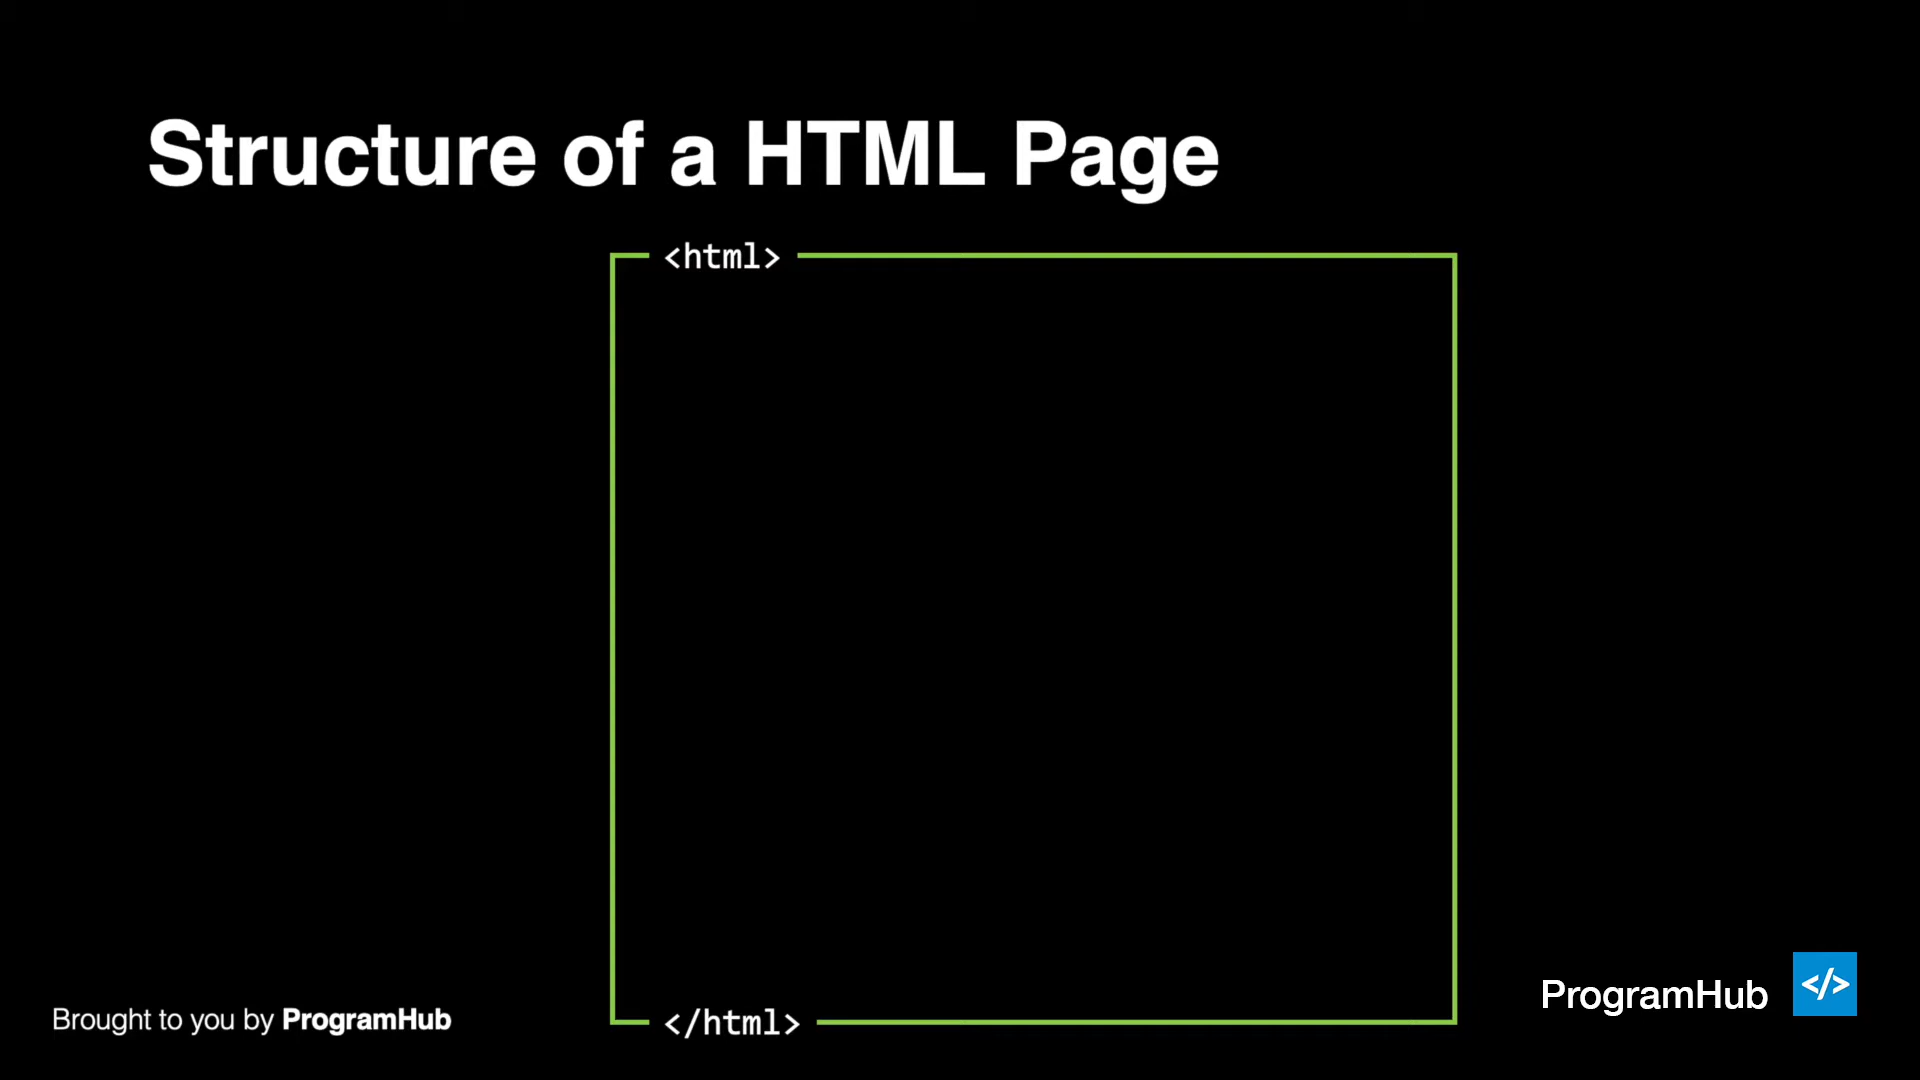 Structure of a HTML Page
<html>
</html>
Brought to you by ProgramHub
ProgramHub
</>